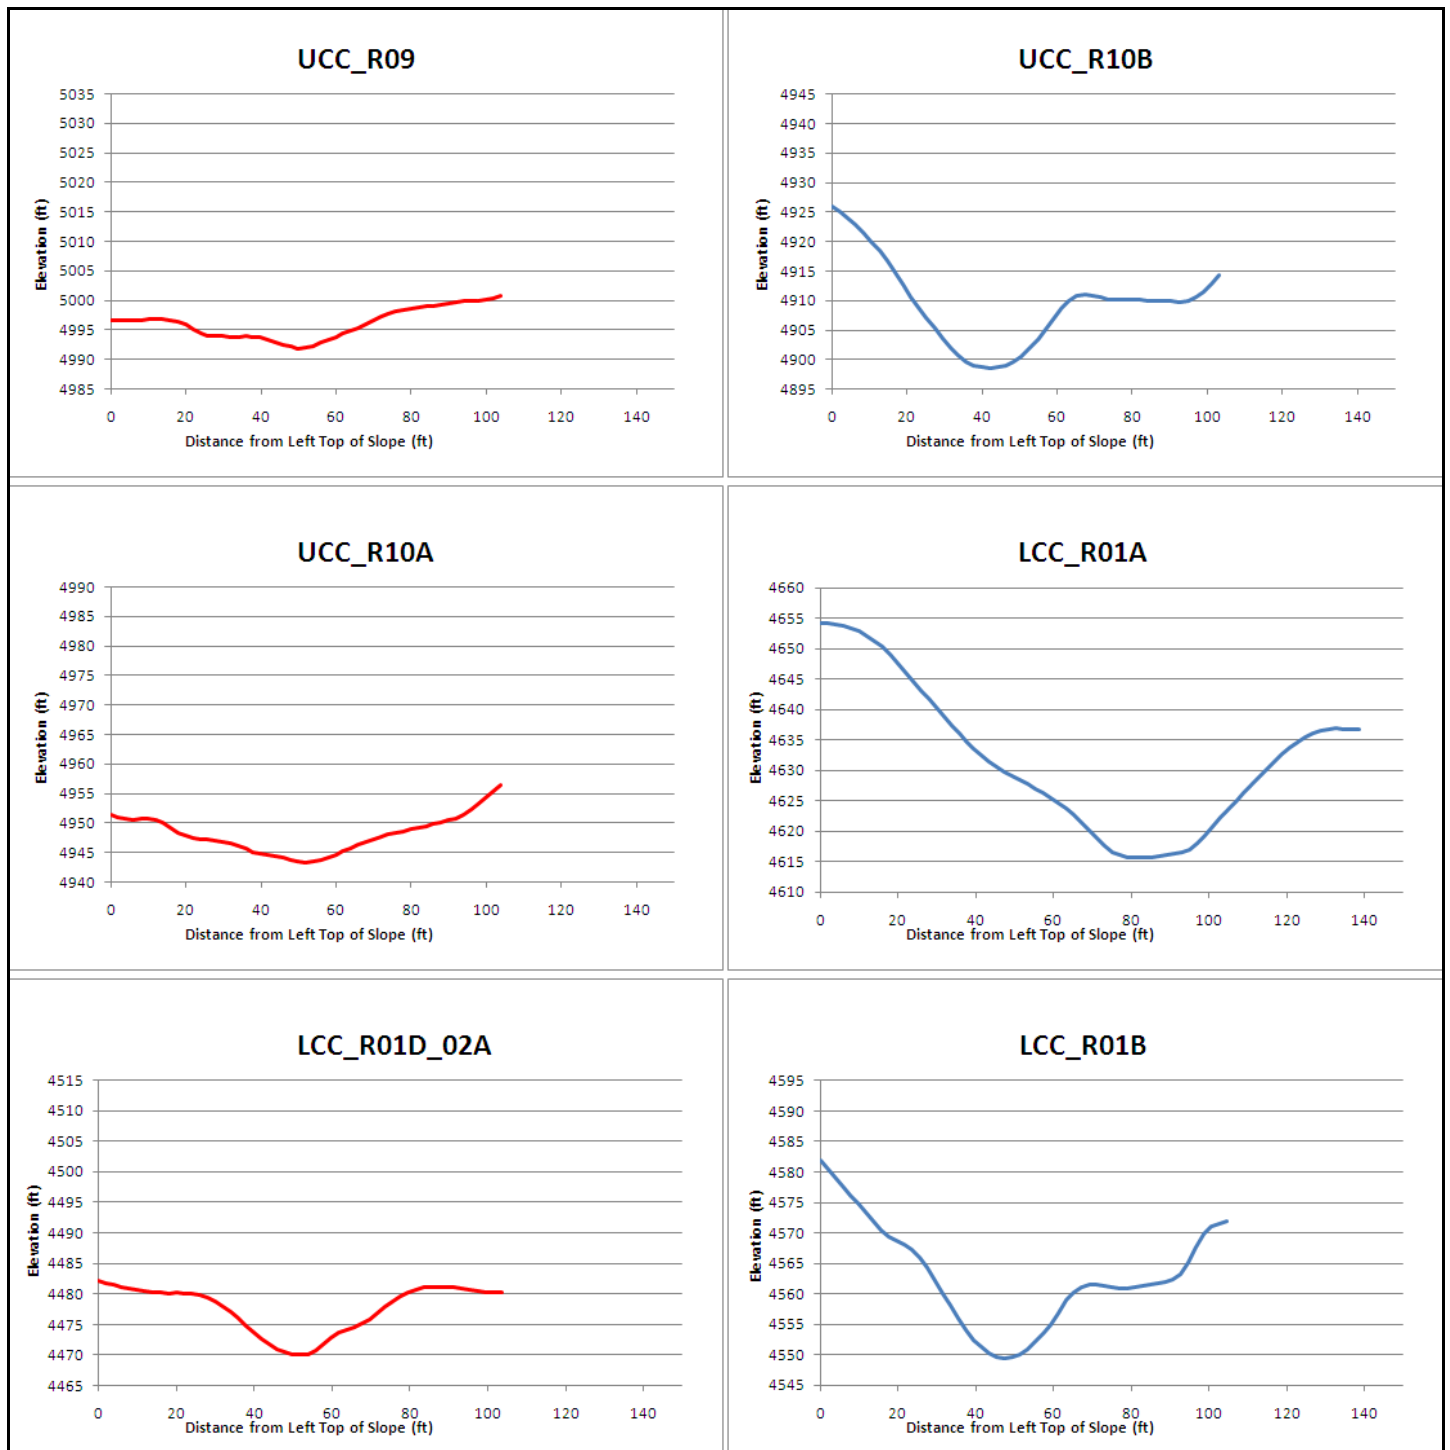 UCC_R09
5035
5030
5025
5020
5015
5010
5005
5000
4995
4990
4985
Elevation (ft)
0 20 40 60 80 100 120 140
Distance from Left Top of Slope (ft)
UCC_R10B
4945
4940
4935
4930
4925
4920
4915
4910
4905
4900
4895
Elevation (ft)
0 20 40 60 80 100 120 140
Distance from Left Top of Slope (ft)
UCC_R10A
4990
4985
4980
4975
4970
4965
4960
4955
4950
4945
4940
Elevation (ft)
0 20 40 60 80 100 120 140
Distance from Left Top of Slope (ft)
LCC_R01A
4660
4655
4650
4645
4640
4635
4630
4625
4620
4615
4610
Elevation (ft)
0 20 40 60 80 100 120 140
Distance from Left Top of Slope (ft)
LCC_R01D_02A
4515
4510
4505
4500
4495
4490
4485
4480
4475
4470
4465
Elevation (ft)
0 20 40 60 80 100 120 140
Distance from Left Top of Slope (ft)
LCC_R01B
4595
4590
4585
4580
4575
4570
4565
4560
4555
4550
4545
Elevation (ft)
0 20 40 60 80 100 120 140
Distance from Left Top of Slope (ft)